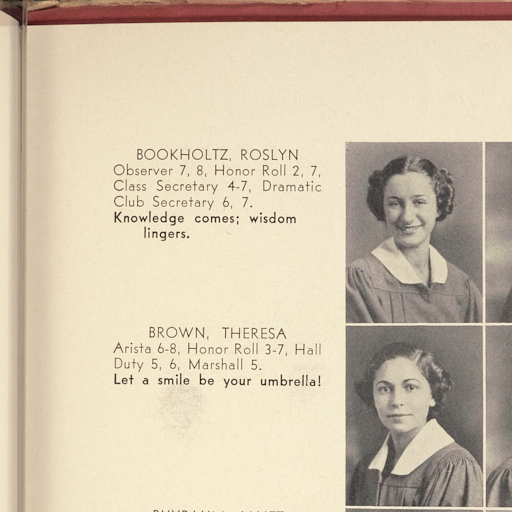 BOOKHOLTZ, ROSLYN
Observer 7, 8, Honor Roll 2, 7,
Class Secretary 4-7, Dramatic
Club Secretary 6, 7.
Knowledge comes; wisdom
lingers.
BROWN, THERESA
Arista 6-8, Honor Roll 3-7, Hall
Duty 5, 6, Marshall 5.
Let a smile be your umbrella!